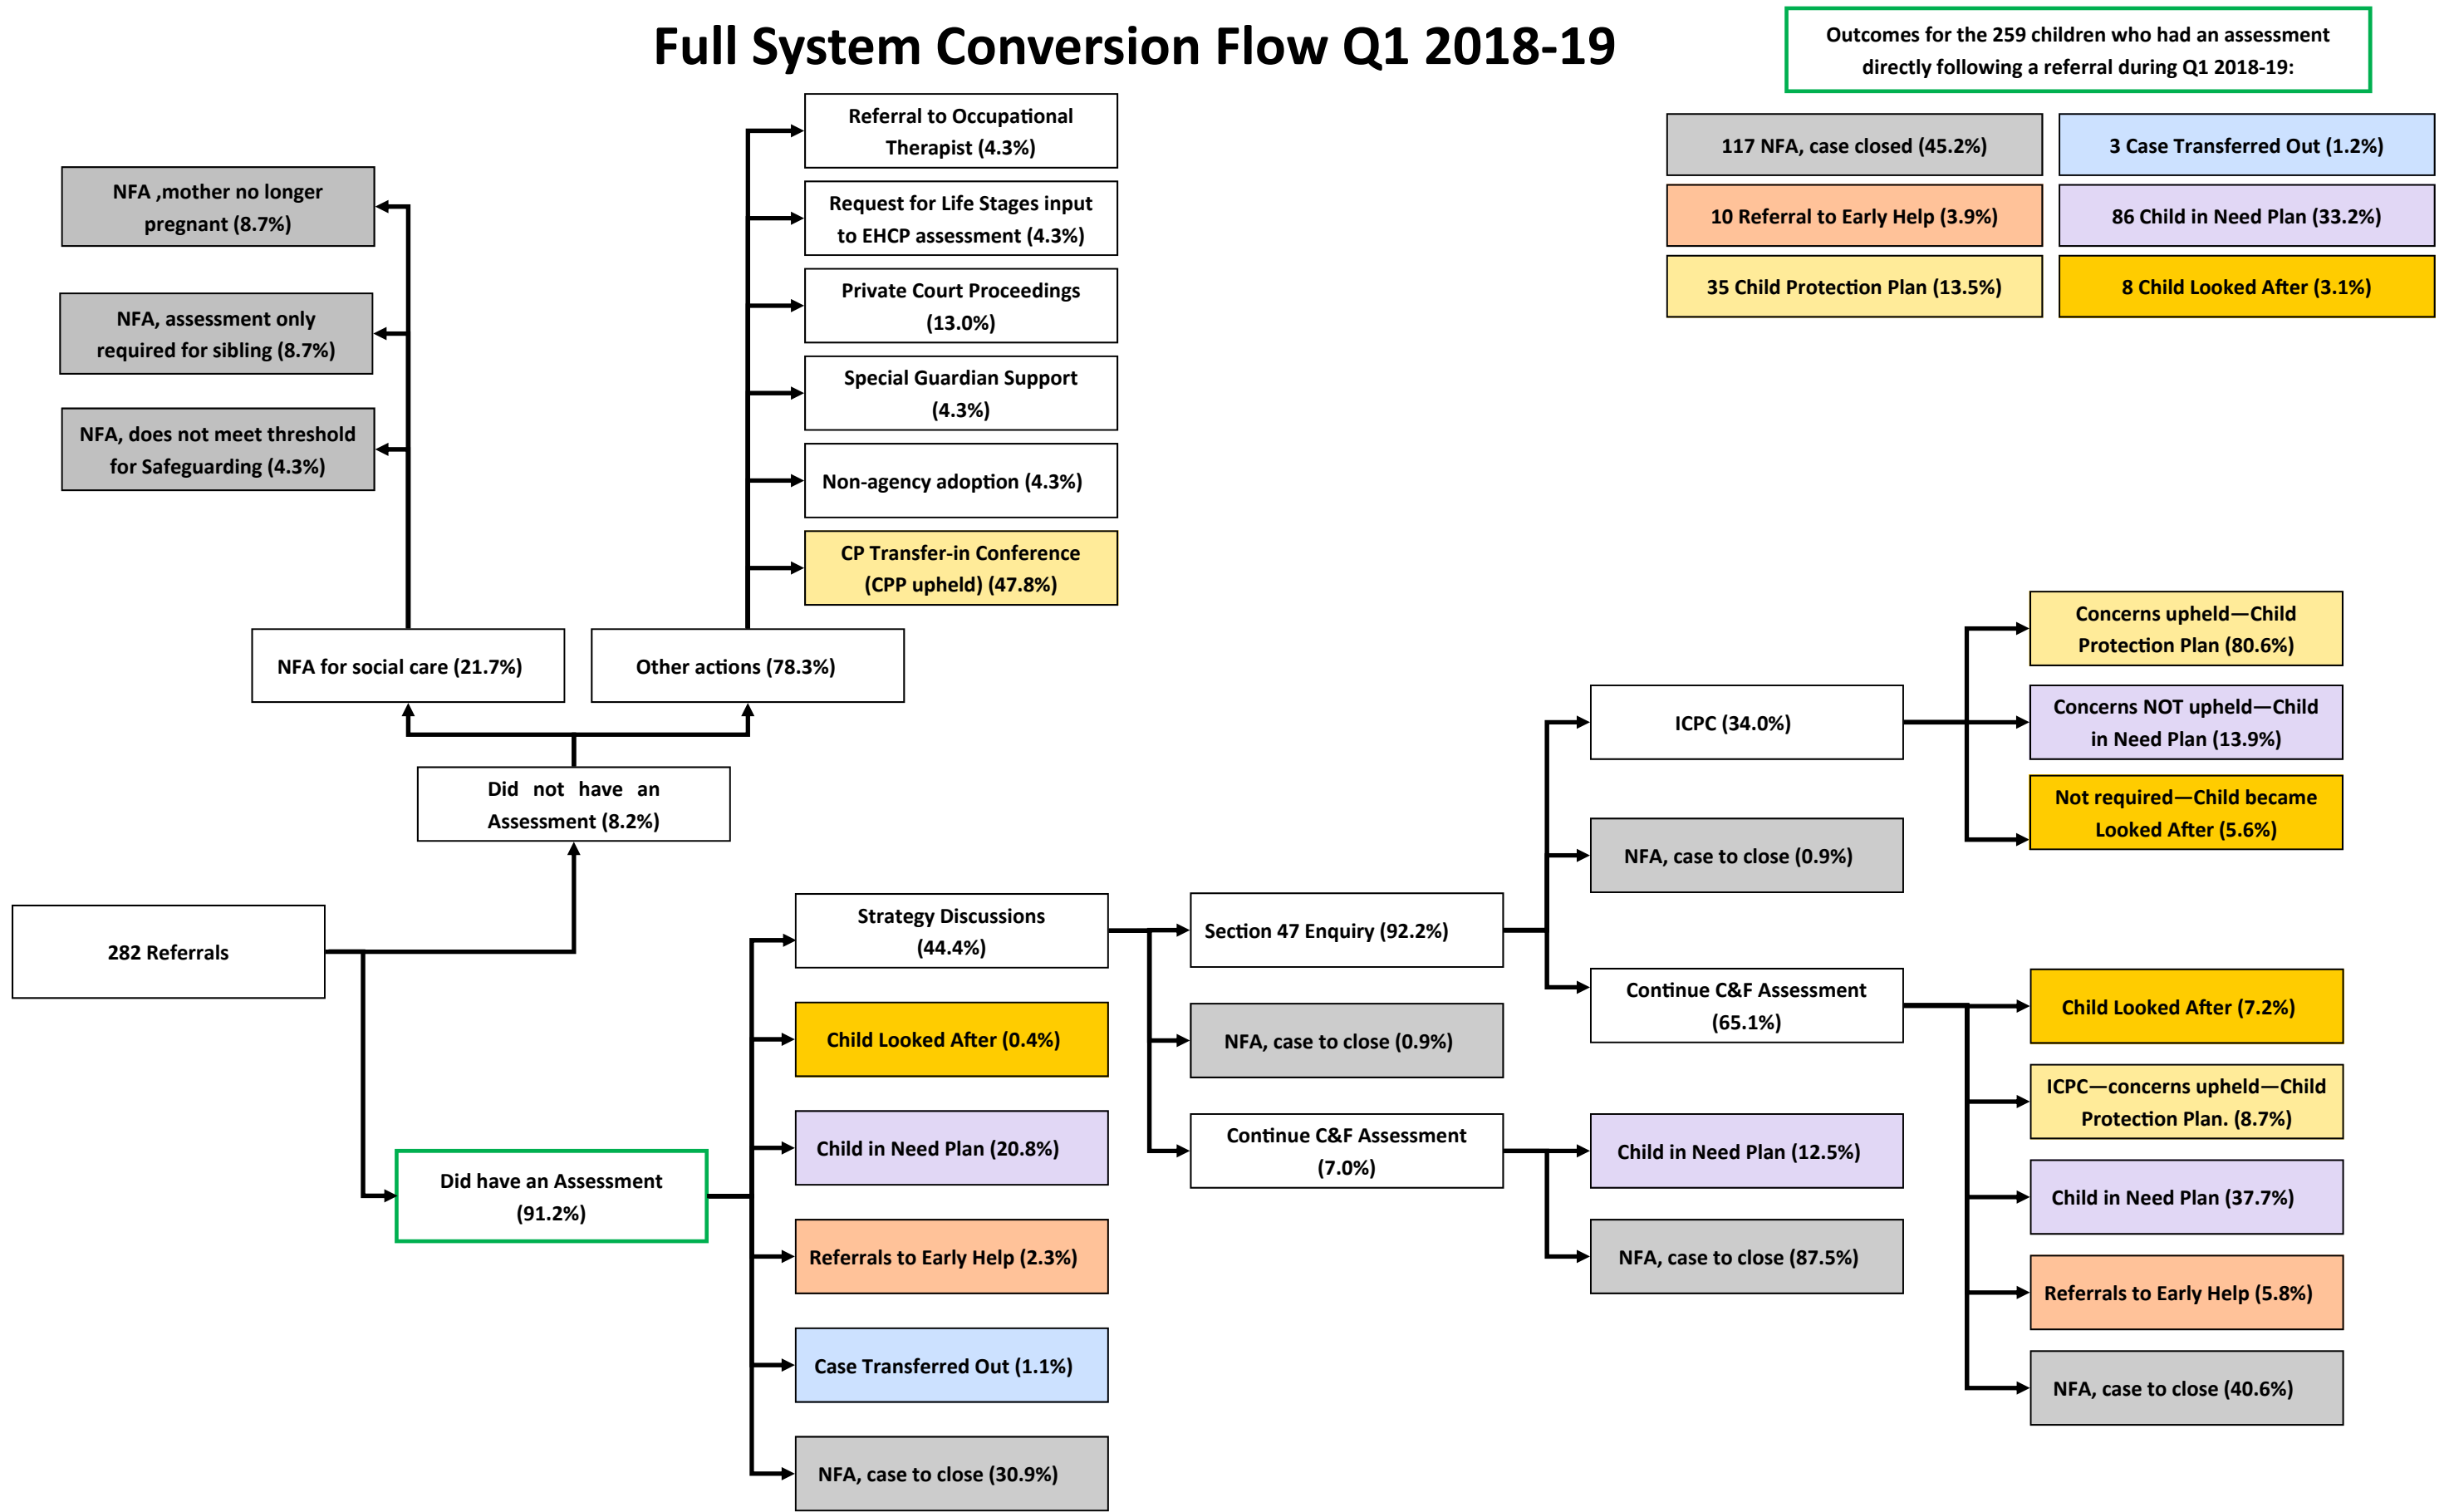 Full System Conversion Flow Q1 2018-19
Outcomes for the 259 children who had an assessment
directly following a referral during Q1 2018-19:
117 NFA, case closed (45.2%)
3 Case Transferred Out (1.2%)
10 Referral to Early Help (3.9%)
86 Child in Need Plan (33.2%)
35 Child Protection Plan (13.5%)
8 Child Looked After (3.1%)
NFA ,mother no longer
pregnant (8.7%)
NFA, assessment only
required for sibling (8.7%)
NFA, does not meet threshold
for Safeguarding (4.3%)
Referral to Occupational
Therapist (4.3%)
Request for Life Stages input
to EHCP assessment (4.3%)
Private Court Proceedings
(13.0%)
Special Guardian Support
(4.3%)
Non-agency adoption (4.3%)
CP Transfer-in Conference
(CPP upheld) (47.8%)
NFA for social care (21.7%)
Other actions (78.3%)
Did not have an
Assessment (8.2%)
282 Referrals
Did have an Assessment
(91.2%)
Strategy Discussions
(44.4%)
Child Looked After (0.4%)
Child in Need Plan (20.8%)
Referrals to Early Help (2.3%)
Case Transferred Out (1.1%)
NFA, case to close (30.9%)
Section 47 Enquiry (92.2%)
NFA, case to close (0.9%)
Continue C&F Assessment
(7.0%)
ICPC (34.0%)
NFA, case to close (0.9%)
Continue C&F Assessment
(65.1%)
Child in Need Plan (12.5%)
NFA, case to close (87.5%)
Concerns upheld—Child
Protection Plan (80.6%)
Concerns NOT upheld—Child
in Need Plan (13.9%)
Not required—Child became
Looked After (5.6%)
Child Looked After (7.2%)
ICPC—concerns upheld—Child
Protection Plan. (8.7%)
Child in Need Plan (37.7%)
Referrals to Early Help (5.8%)
NFA, case to close (40.6%)